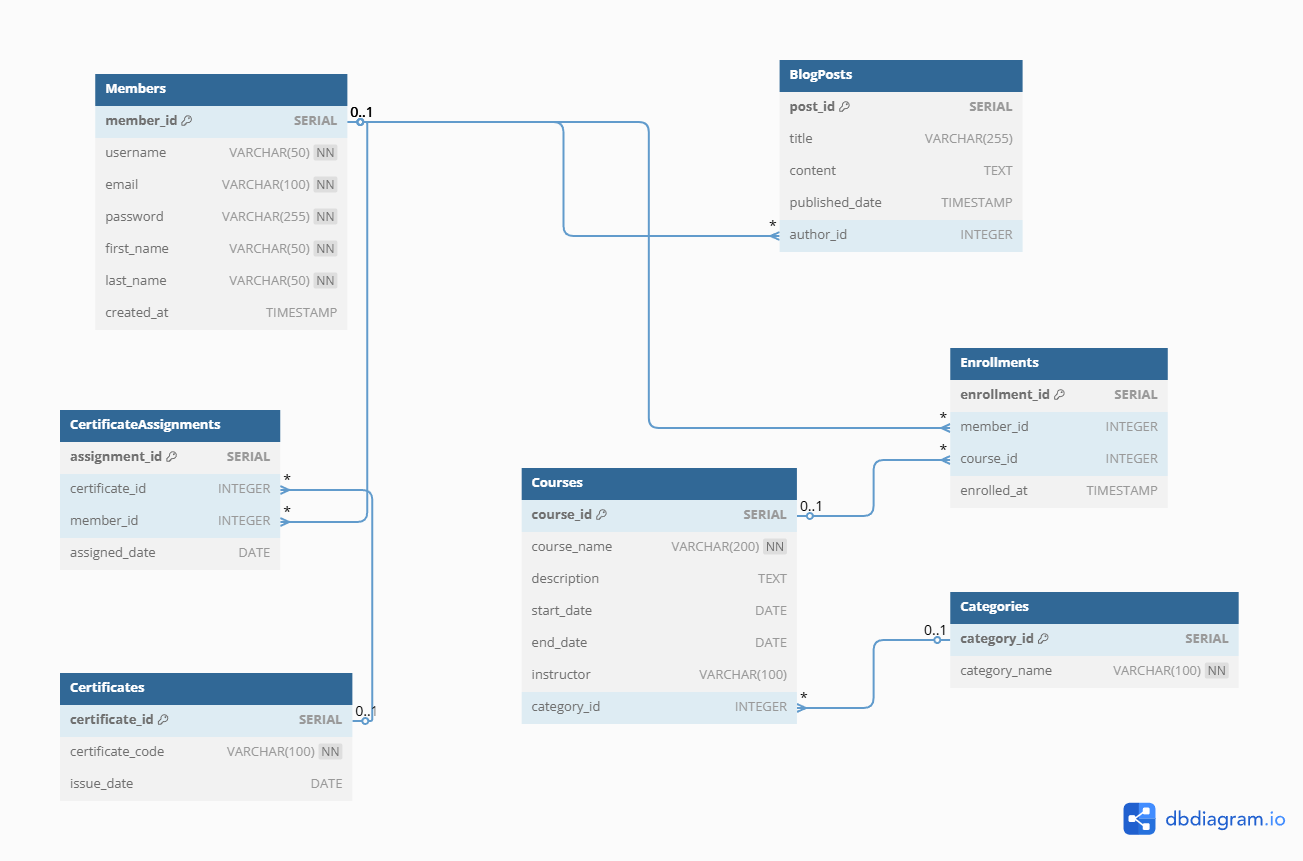 Members
member_id SERIAL
username VARCHAR(50) NN
email VARCHAR(100) NN
password VARCHAR(255) NN
first_name VARCHAR(50) NN
last_name VARCHAR(50) NN
created_at TIMESTAMP
0..1
BlogPosts
post_id SERIAL
title VARCHAR(255)
content TEXT
published_date TIMESTAMP
* author_id INTEGER
Enrollments
enrollment_id SERIAL
* member_id INTEGER
* course_id INTEGER
enrolled_at TIMESTAMP
CertificateAssignments
assignment_id SERIAL
certificate_id INTEGER *
member_id INTEGER *
assigned_date DATE
Courses
course_id SERIAL 0..1
course_name VARCHAR(200) NN
description TEXT
start_date DATE
end_date DATE
instructor VARCHAR(100)
category_id INTEGER *
Categories
0..1 category_id SERIAL
category_name VARCHAR(100) NN
Certificates
certificate_id SERIAL 0..1
certificate_code VARCHAR(100) NN
issue_date DATE
dbdiagram.io